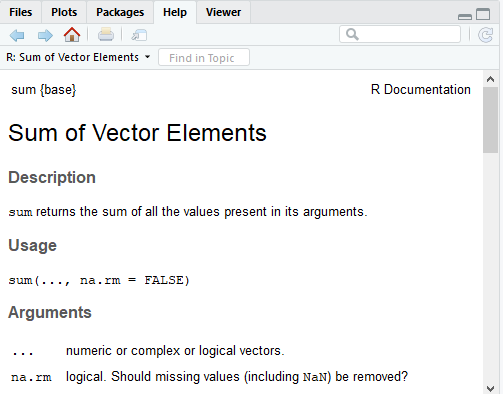 Files Plots Packages Help Viewer
R: Sum of Vector Elements Find in Topic
sum {base} R Documentation
Sum of Vector Elements
Description
sum returns the sum of all the values present in its arguments.
Usage
sum(..., na.rm = FALSE)
Arguments
... numeric or complex or logical vectors.
na.rm logical. Should missing values (including NaN) be removed?